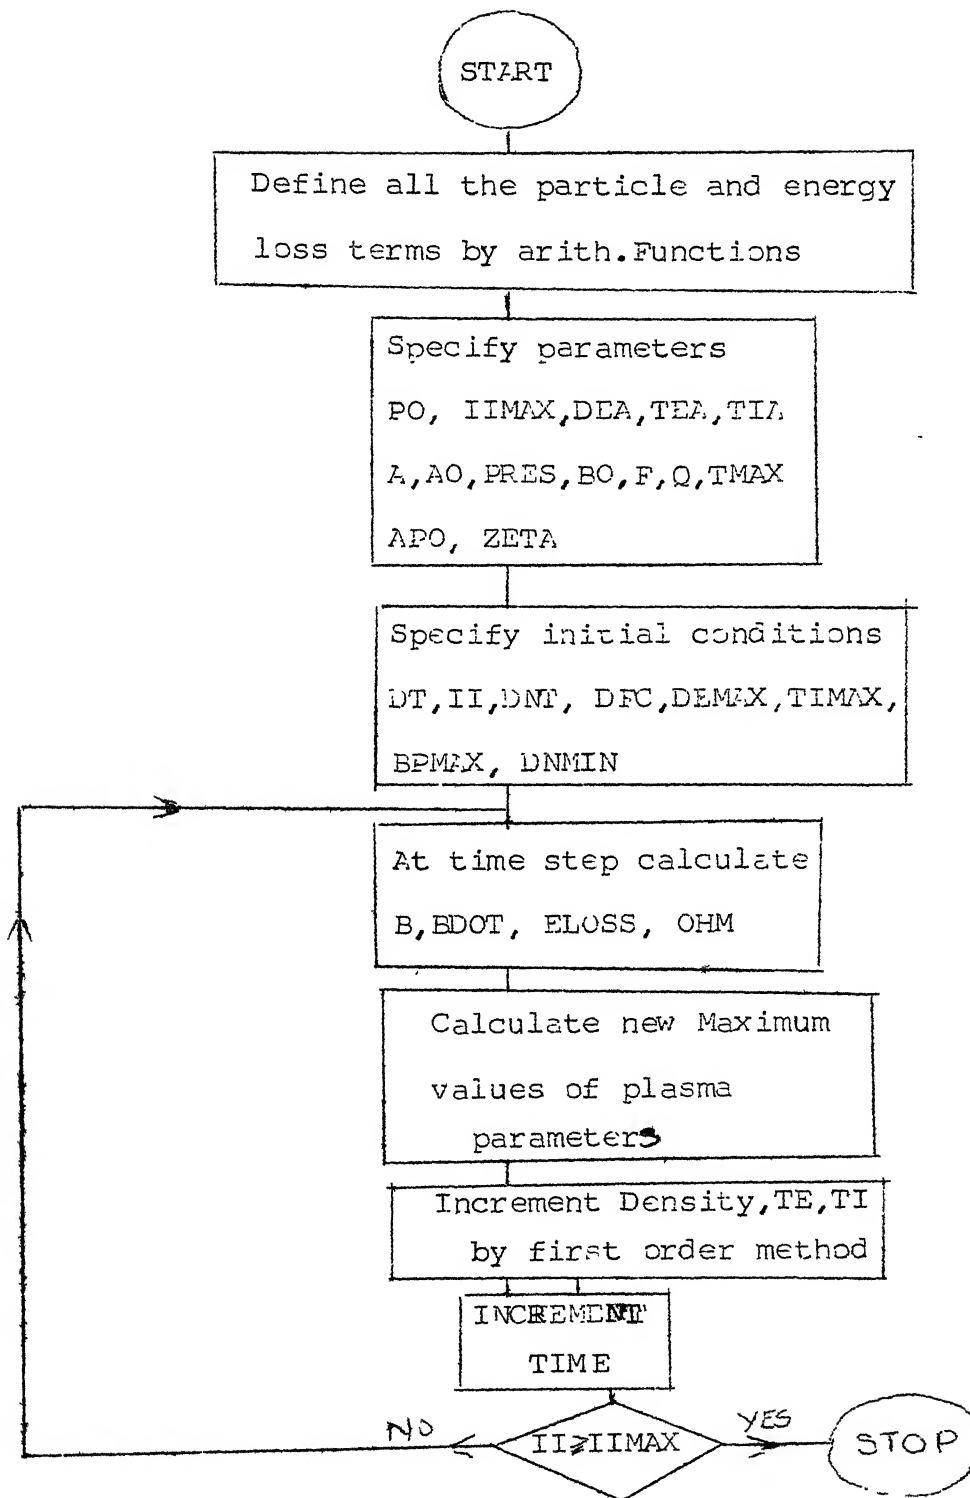 START
Define all the particle and energy
loss terms by arith.Functions
Specify parameters
PO, IIMAX,DEA,TEA,TIA
A,AO,PRES,BO,F,Q,TMAX
APO, ZETA
Specify initial conditions
DT,II,DNT, DFC,DEMAX,TIMAX,
BPMAX, DNMIN
At time step calculate
B,BDOT, ELOSS, OHM
Calculate new Maximum
values of plasma
parameters
Increment Density,TE,TI
by first order method
INCREMENT
TIME
NO
II≥IIMAX
YES
STOP